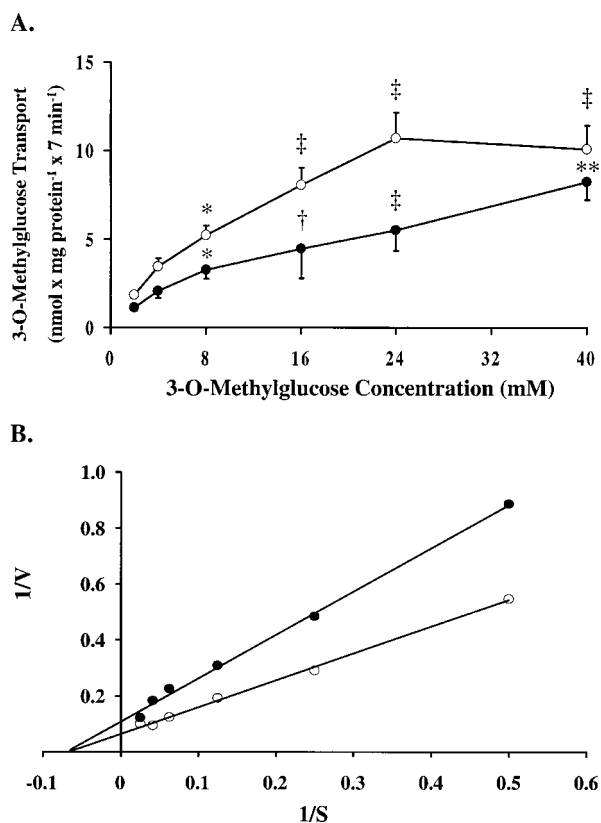 A.
3-O-Methylglucose Transport
(nmol x mg protein⁻¹ x 7 min⁻¹)
15
10
5
0
‡
‡
‡
*
**
†
‡
*
0 8 16 24 32 40
3-O-Methylglucose Concentration (mM)
B.
1/V
1.0
0.8
0.6
0.4
0.2
-0.1 0 0.1 0.2 0.3 0.4 0.5 0.6
1/S